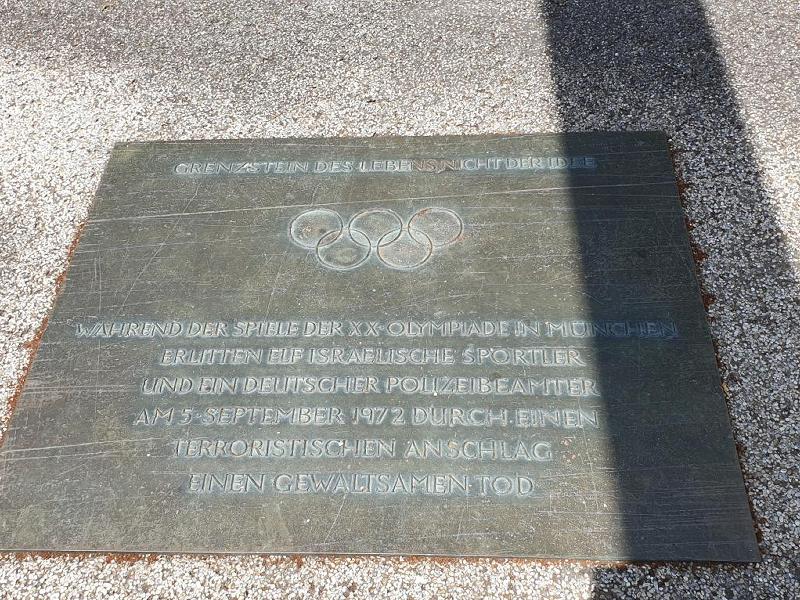 GRENZSTEIN DES LEBENS NICHT DER IDEE
WÄHREND DER SPIELE DER XX·OLYMPIADE IN MÜNCHEN
ERLITTEN ELF ISRAELISCHE SPORTLER
UND EIN DEUTSCHER POLIZEIBEAMTER
AM 5·SEPTEMBER 1972 DURCH EINEN
TERRORISTISCHEN ANSCHLAG
EINEN GEWALTSAMEN TOD